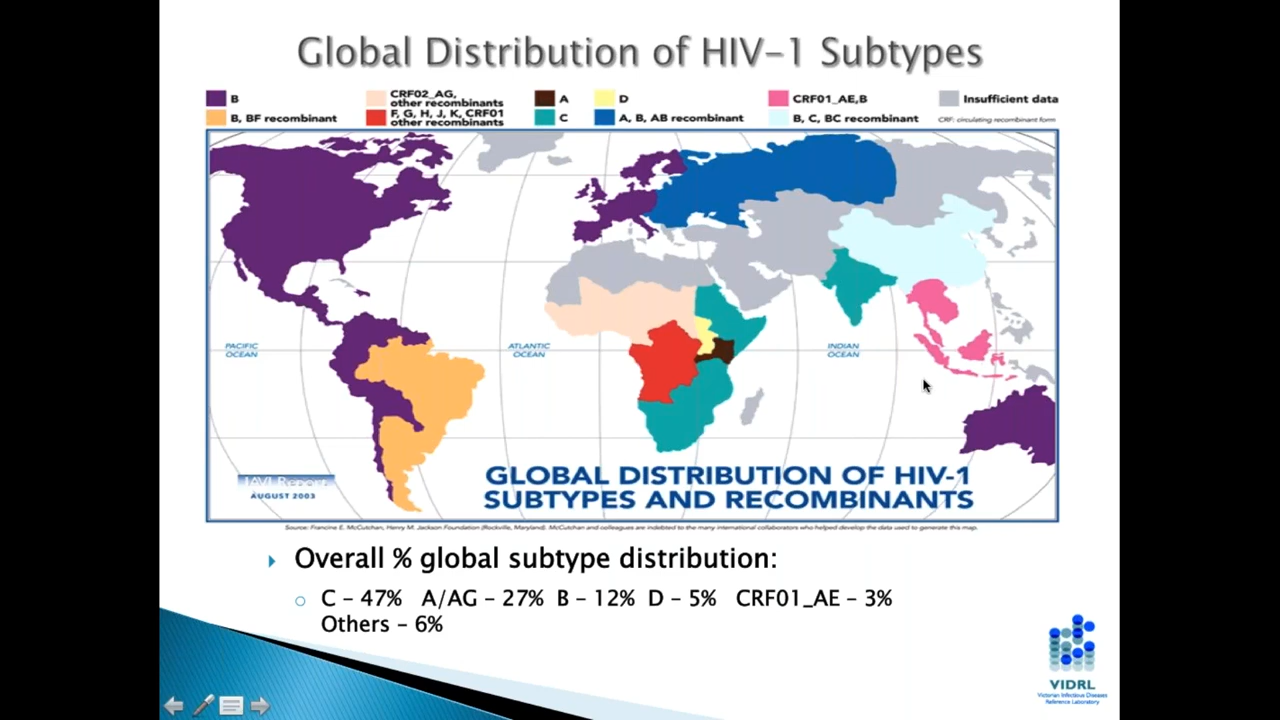 Global Distribution of HIV-1 Subtypes
B
CRF02_AG,
other recombinants
A
D
CRF01_AE,B
Insufficient data
B, BF recombinant
F, G, H, J, K, CRF01
other recombinants
C
A, B, AB recombinant
B, C, BC recombinant
CRF: circulating recombinant form
PACIFIC
OCEAN
ATLANTIC
OCEAN
INDIAN
OCEAN
IAVI Report
AUGUST 2003
GLOBAL DISTRIBUTION OF HIV-1
SUBTYPES AND RECOMBINANTS
Source: Francine E. McCutchan, Henry M. Jackson Foundation (Rockville, Maryland). McCutchan and colleagues are indebted to the many international collaborators who helped develop the data used to generate this map.
Overall % global subtype distribution:
C – 47% A/AG – 27% B – 12% D – 5% CRF01_AE – 3%
Others – 6%
VIDRL
Victorian Infectious Diseases
Reference Laboratory